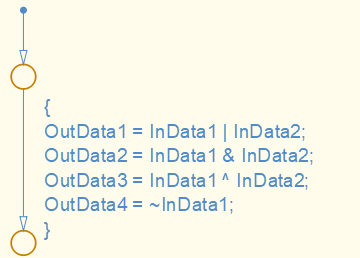 {
OutData1 = InData1 | InData2;
OutData2 = InData1 & InData2;
OutData3 = InData1 ^ InData2;
OutData4 = ~InData1;
}